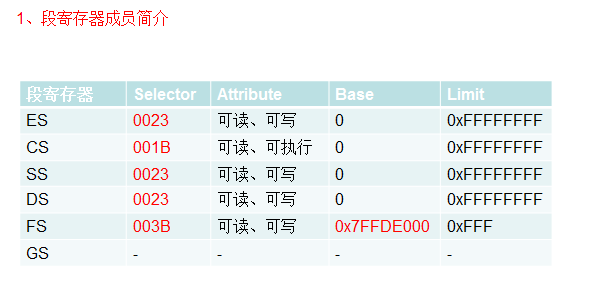 1、段寄存器成员简介
段寄存器 Selector Attribute Base Limit
ES 0023 可读、可写 0 0xFFFFFFFF
CS 001B 可读、可执行 0 0xFFFFFFFF
SS 0023 可读、可写 0 0xFFFFFFFF
DS 0023 可读、可写 0 0xFFFFFFFF
FS 003B 可读、可写 0x7FFDE000 0xFFF
GS - - - -